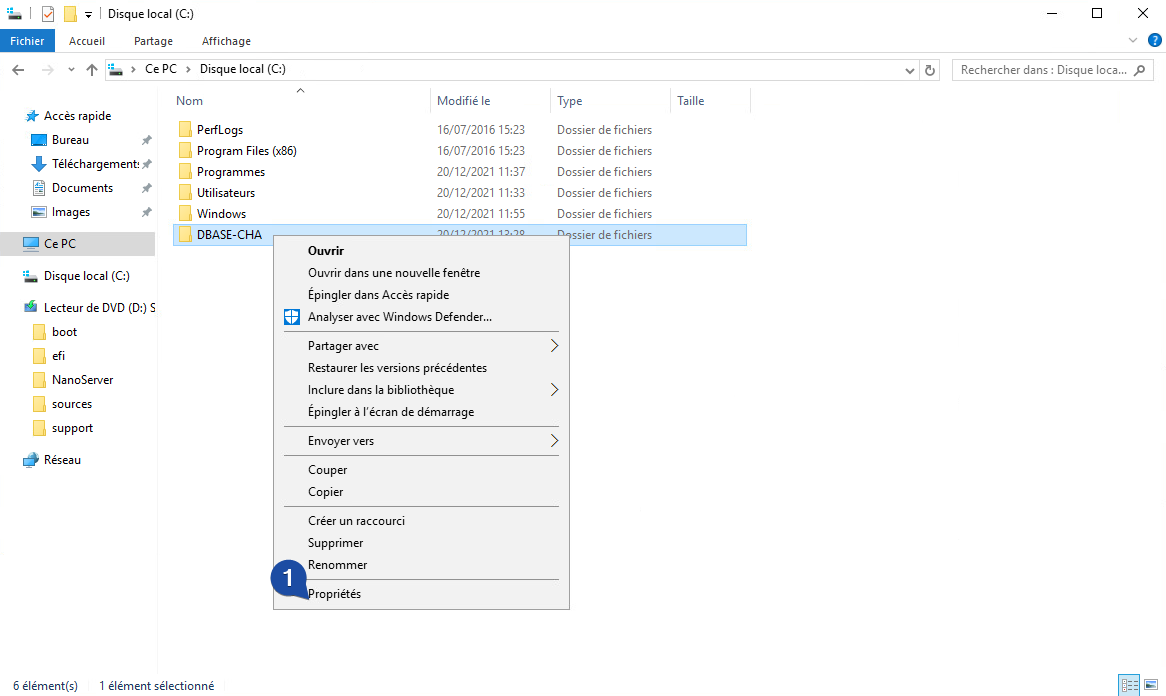 Disque local (C:)
Fichier Accueil Partage Affichage ?
Ce PC Disque local (C:) Rechercher dans : Disque loca...
Nom Modifié le Type Taille
Accès rapide
Bureau
Téléchargements
Documents
Images
Ce PC
Disque local (C:)
Lecteur de DVD (D:) S
boot
efi
NanoServer
sources
support
Réseau
PerfLogs 16/07/2016 15:23 Dossier de fichiers
Program Files (x86) 16/07/2016 15:23 Dossier de fichiers
Programmes 20/12/2021 11:37 Dossier de fichiers
Utilisateurs 20/12/2021 11:33 Dossier de fichiers
Windows 20/12/2021 11:55 Dossier de fichiers
DBASE-CHA 20/12/2021 13:28 Dossier de fichiers
Ouvrir
Ouvrir dans une nouvelle fenêtre
Épingler dans Accès rapide
Analyser avec Windows Defender...
Partager avec
Restaurer les versions précédentes
Inclure dans la bibliothèque
Épingler à l'écran de démarrage
Envoyer vers
Couper
Copier
Créer un raccourci
Supprimer
Renommer
1
Propriétés
6 élément(s) 1 élément sélectionné